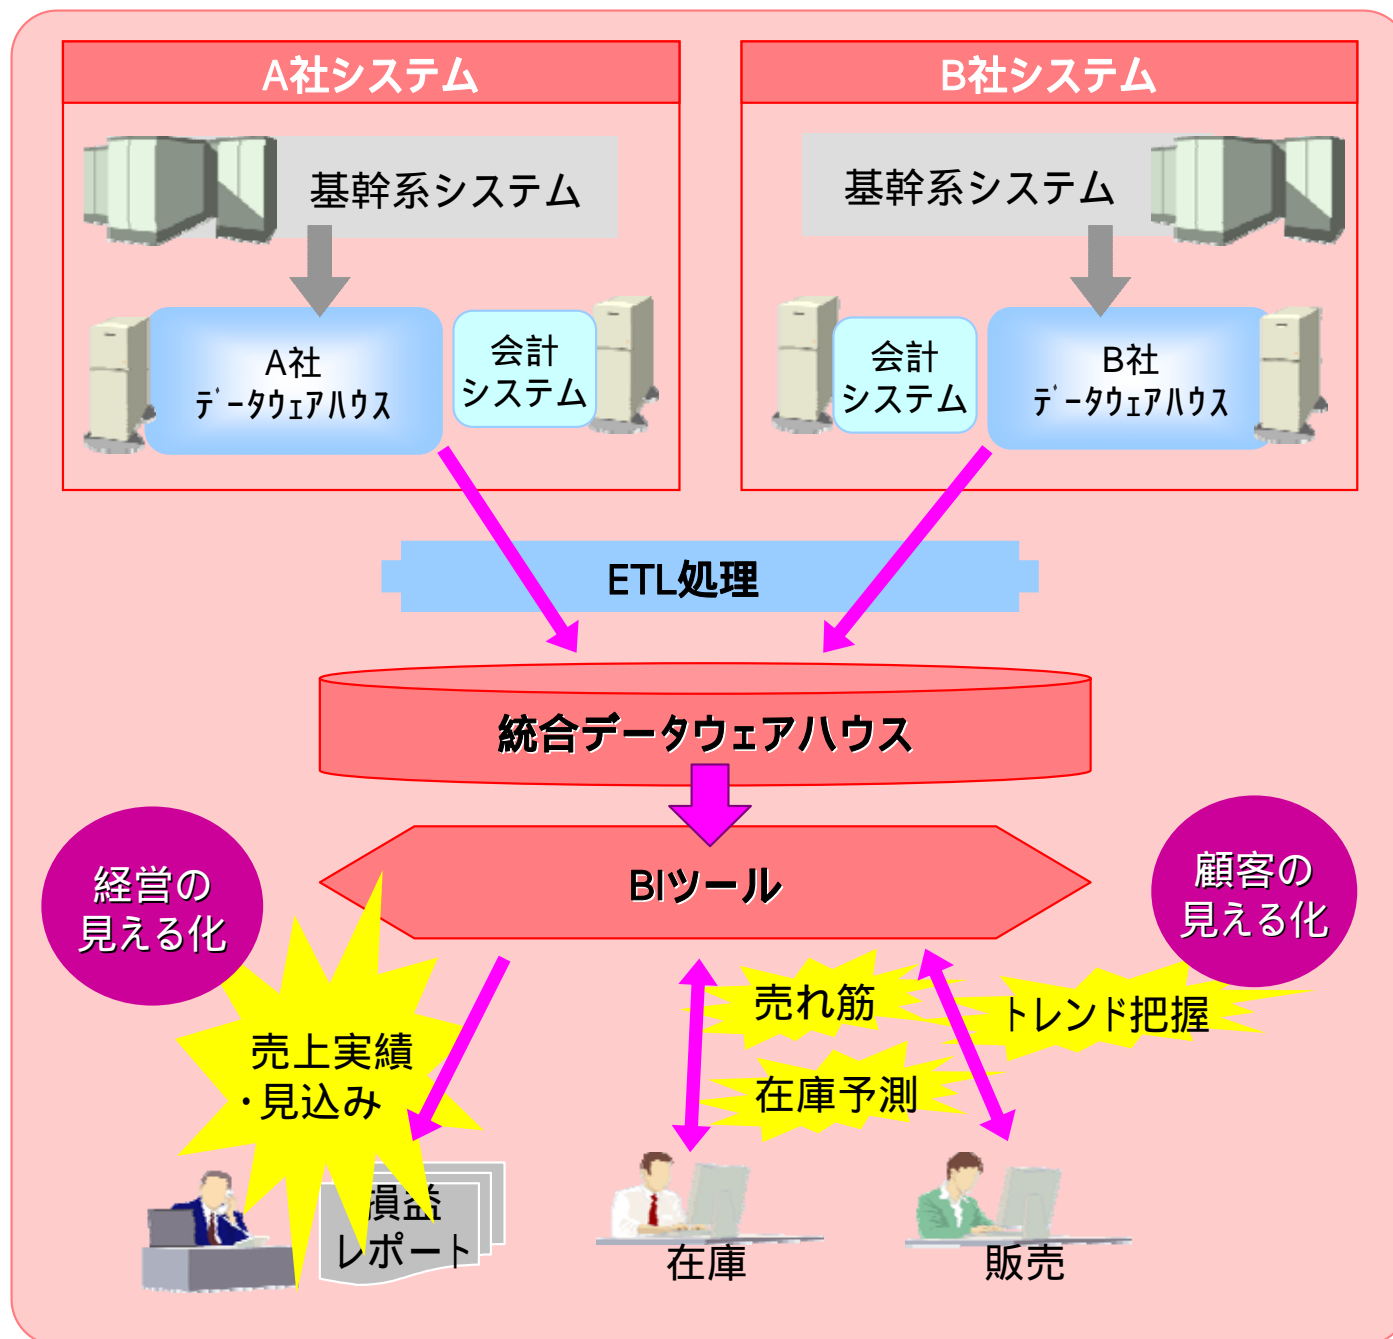 A社システム
B社システム
基幹系システム
基幹系システム
A社
ﾃﾞｰﾀｳｪｱﾊｳｽ
会計
システム
会計
システム
B社
ﾃﾞｰﾀｳｪｱﾊｳｽ
ETL処理
統合データウェアハウス
BIツール
経営の
見える化
顧客の
見える化
売れ筋
トレンド把握
売上実績
・見込み
在庫予測
損益
レポート
在庫
販売